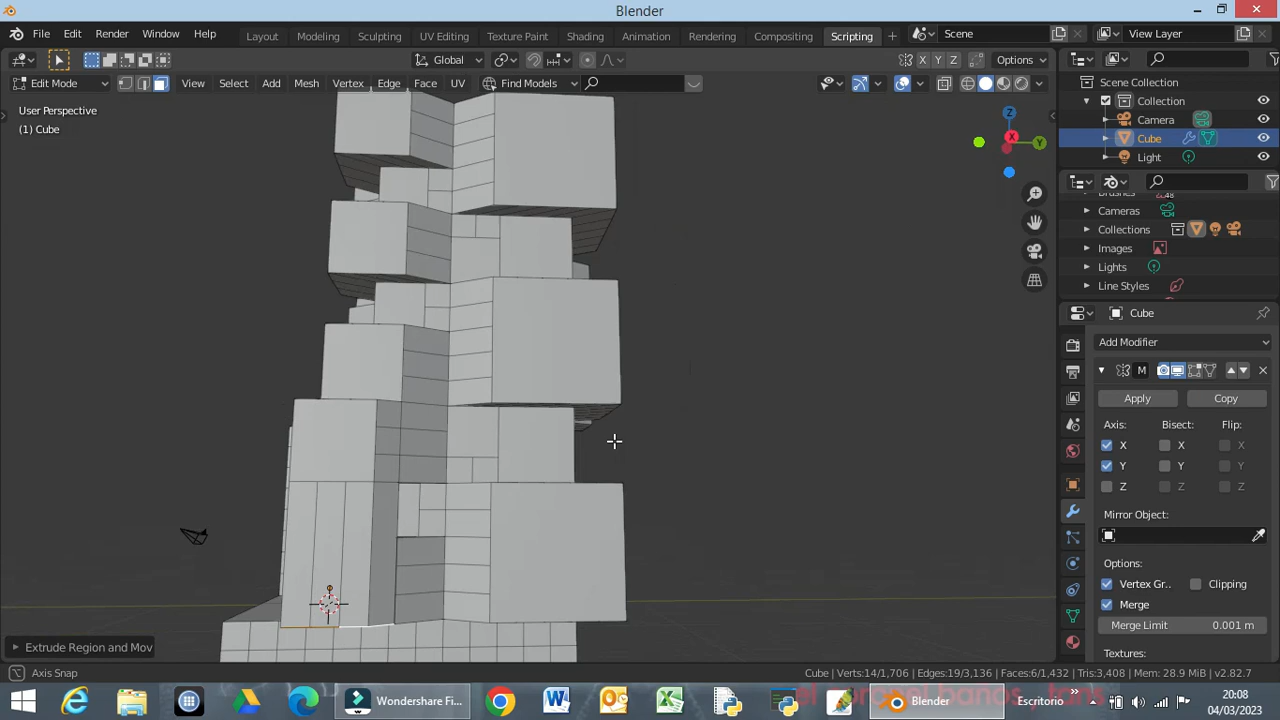 Blender
File Edit Render Window Help Layout Modeling Sculpting UV Editing Texture Paint Shading Animation Rendering Compositing Scripting Scene View Layer
Global X Y Z Options
Edit Mode View Select Add Mesh Vertex Edge Face UV Find Models
User Perspective
(1) Cube
Z
X
Y
Scene Collection
Collection
Camera
Cube
Light
Cameras
Collections
Images
Lights
Line Styles
Cube
Add Modifier
M
Apply Copy
Axis: Bisect: Flip:
X X X
Y Y Y
Z Z Z
Mirror Object:
Options:
Vertex Gr.. Clipping
Merge
Merge Limit 0.001 m
Textures:
Extrude Region and Mov
Axis Snap Cube | Verts:14/1,706 | Edges:19/3,136 | Faces:6/1,432 | Tris:3,408 | Mem: 28.9 MiB | v2.82.7
Wondershare Fi... Blender Escritorio
20:08
04/03/2023